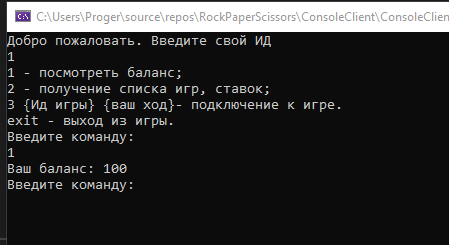 C:\Users\Proger\source\repos\RockPaperScissors\ConsoleClient\ConsoleClien
Добро пожаловать. Введите свой ИД
1
1 - посмотреть баланс;
2 - получение списка игр, ставок;
3 {Ид игры} {ваш ход}- подключение к игре.
exit - выход из игры.
Введите команду:
1
Ваш баланс: 100
Введите команду: